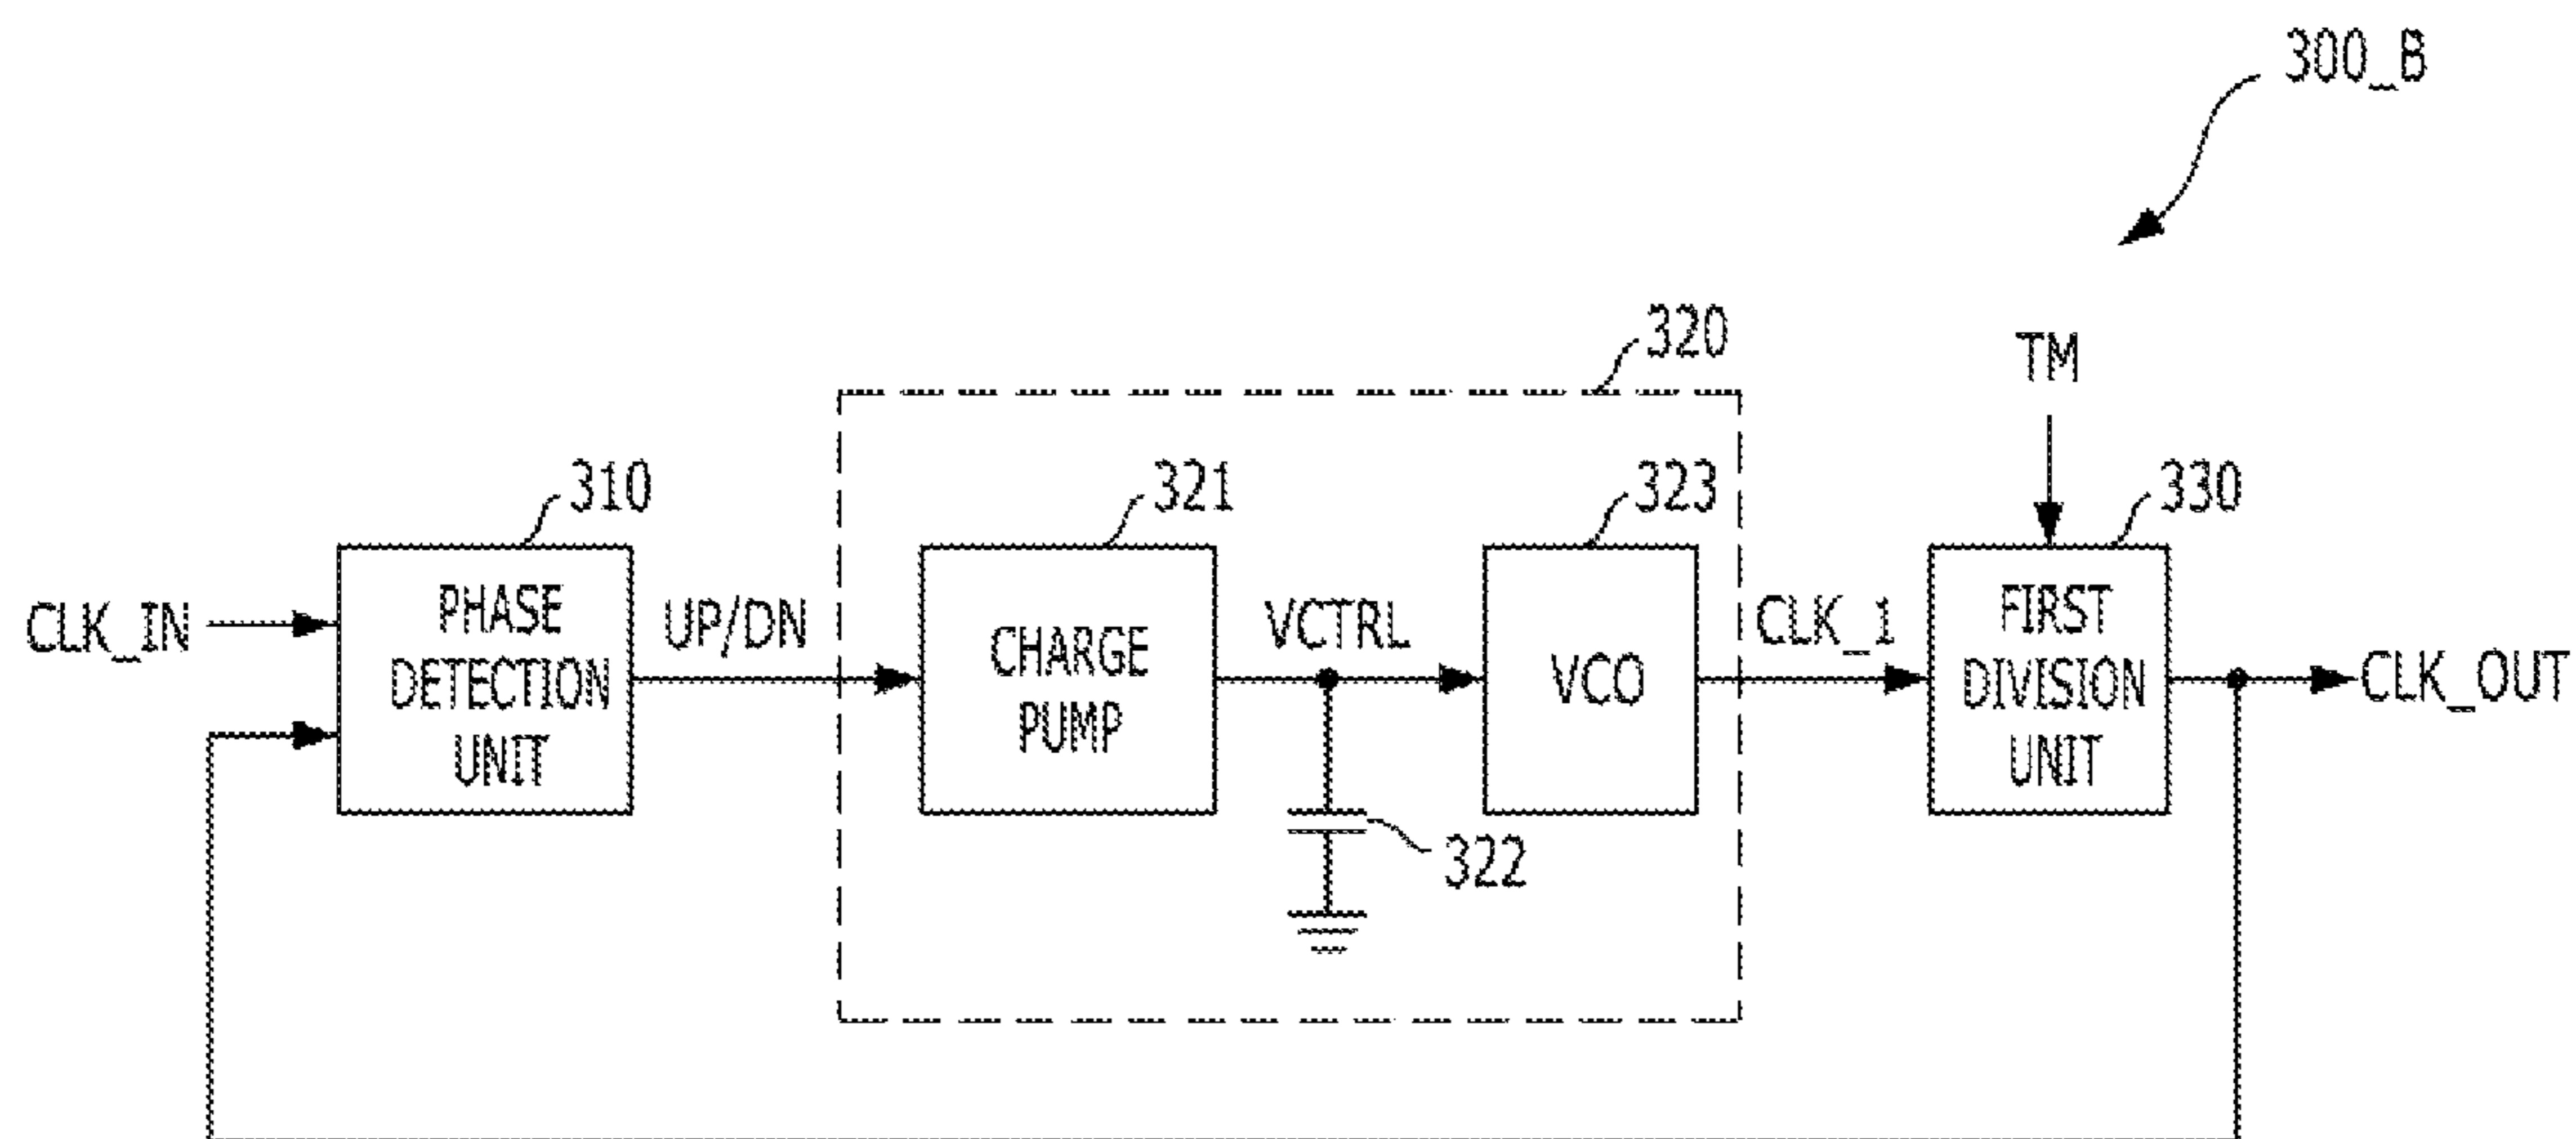 300_B
320
TM
310
321
323
330
CLK_IN
PHASE
DETECTION
UNIT
UP/DN
CHARGE
PUMP
VCTRL
VCO
CLK_1
FIRST
DIVISION
UNIT
CLK_OUT
322